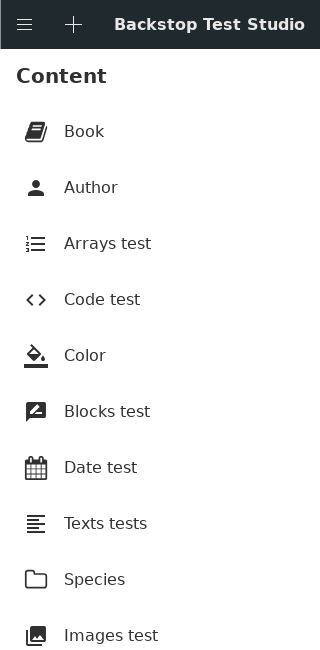 Backstop Test Studio
Content
Book
Author
Arrays test
Code test
Color
Blocks test
Date test
Texts tests
Species
Images test